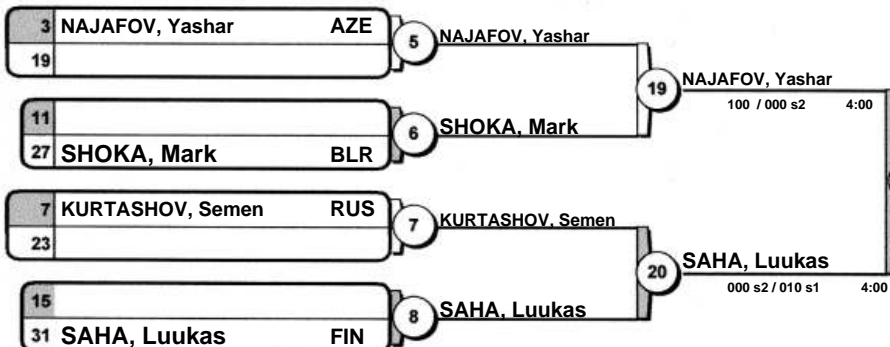 3 NAJAFOV, Yashar AZE
19
5 NAJAFOV, Yashar
11
27 SHOKA, Mark BLR
6 SHOKA, Mark
19 NAJAFOV, Yashar
100 / 000 s2 4:00
7 KURTASHOV, Semen RUS
23
7 KURTASHOV, Semen
15
31 SAHA, Luukas FIN
8 SAHA, Luukas
20 SAHA, Luukas
000 s2 / 010 s1 4:00